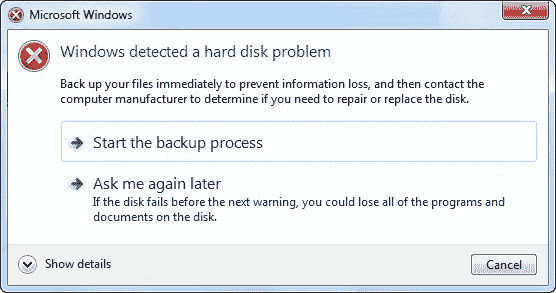 Microsoft Windows
Windows detected a hard disk problem
Back up your files immediately to prevent information loss, and then contact the
computer manufacturer to determine if you need to repair or replace the disk.
Start the backup process
Ask me again later
If the disk fails before the next warning, you could lose all of the programs and
documents on the disk.
Show details
Cancel